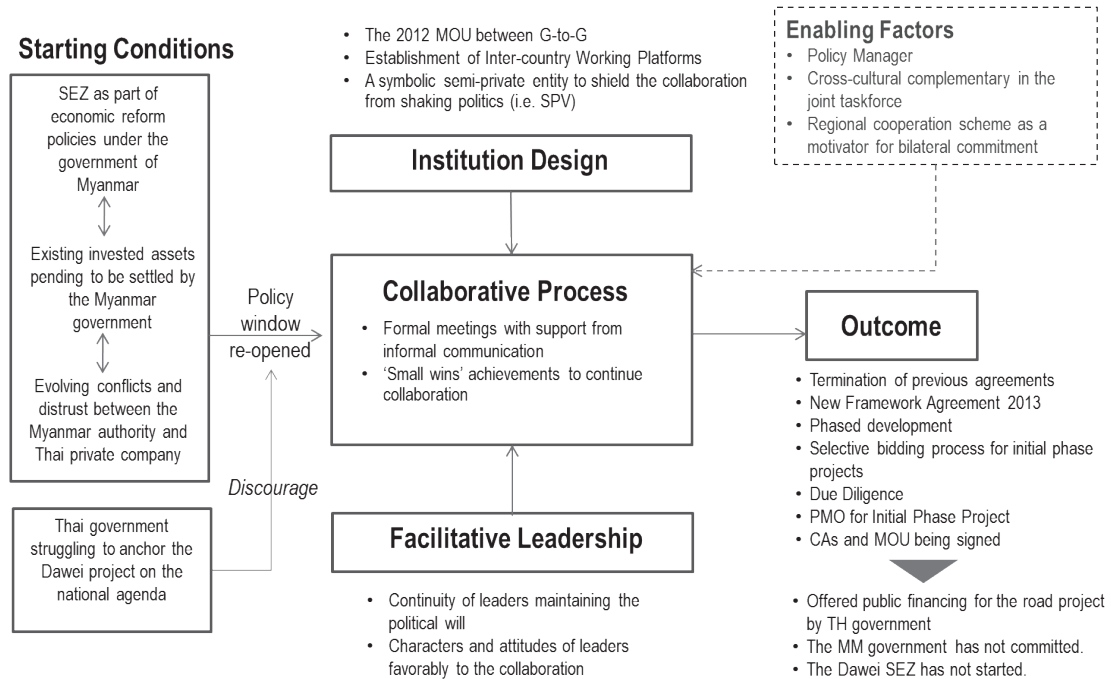 Starting Conditions
SEZ as part of
economic reform
policies under the
government of
Myanmar
Existing invested assets
pending to be settled by
the Myanmar
government
Evolving conflicts and
distrust between the
Myanmar authority and
Thai private company
Thai government
struggling to anchor the
Dawei project on the
national agenda
Policy
window
re-opened
Discourage
• The 2012 MOU between G-to-G
• Establishment of Inter-country Working Platforms
• A symbolic semi-private entity to shield the collaboration
from shaking politics (i.e. SPV)
Institution Design
Collaborative Process
• Formal meetings with support from
informal communication
• ‘Small wins’ achievements to continue
collaboration
Facilitative Leadership
• Continuity of leaders maintaining the
political will
• Characters and attitudes of leaders
favorably to the collaboration
Enabling Factors
• Policy Manager
• Cross-cultural complementary in the
joint taskforce
• Regional cooperation scheme as a
motivator for bilateral commitment
Outcome
• Termination of previous agreements
• New Framework Agreement 2013
• Phased development
• Selective bidding process for initial phase
projects
• Due Diligence
• PMO for Initial Phase Project
• CAs and MOU being signed
• Offered public financing for the road project
by TH government
• The MM government has not committed.
• The Dawei SEZ has not started.